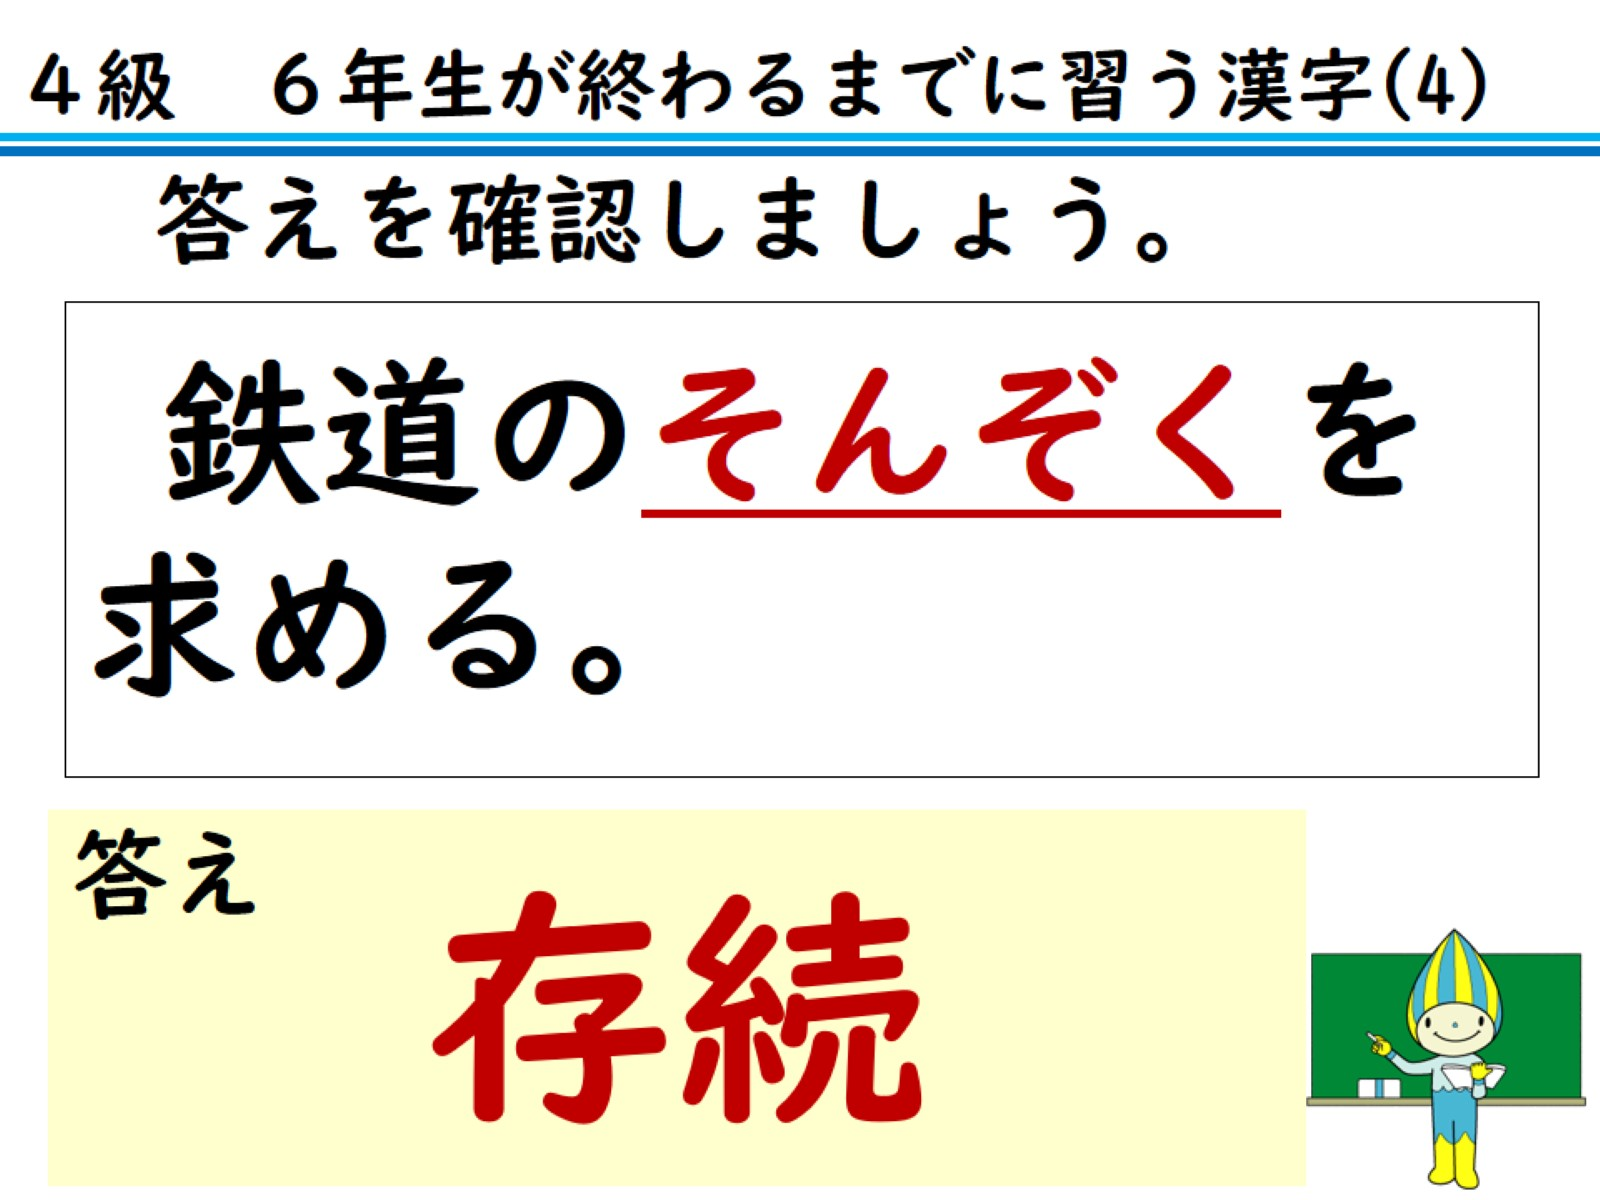 ４級　６年生が終わるまでに習う漢字(4)
答えを確認しましょう。
鉄道のそんぞくを
求める。
答え
存続